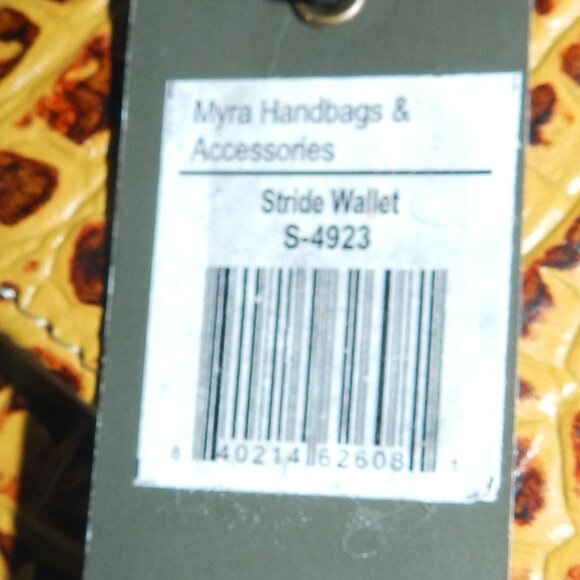 Myra Handbags &
Accessories
Stride Wallet
S-4923
8 40214 62608 1